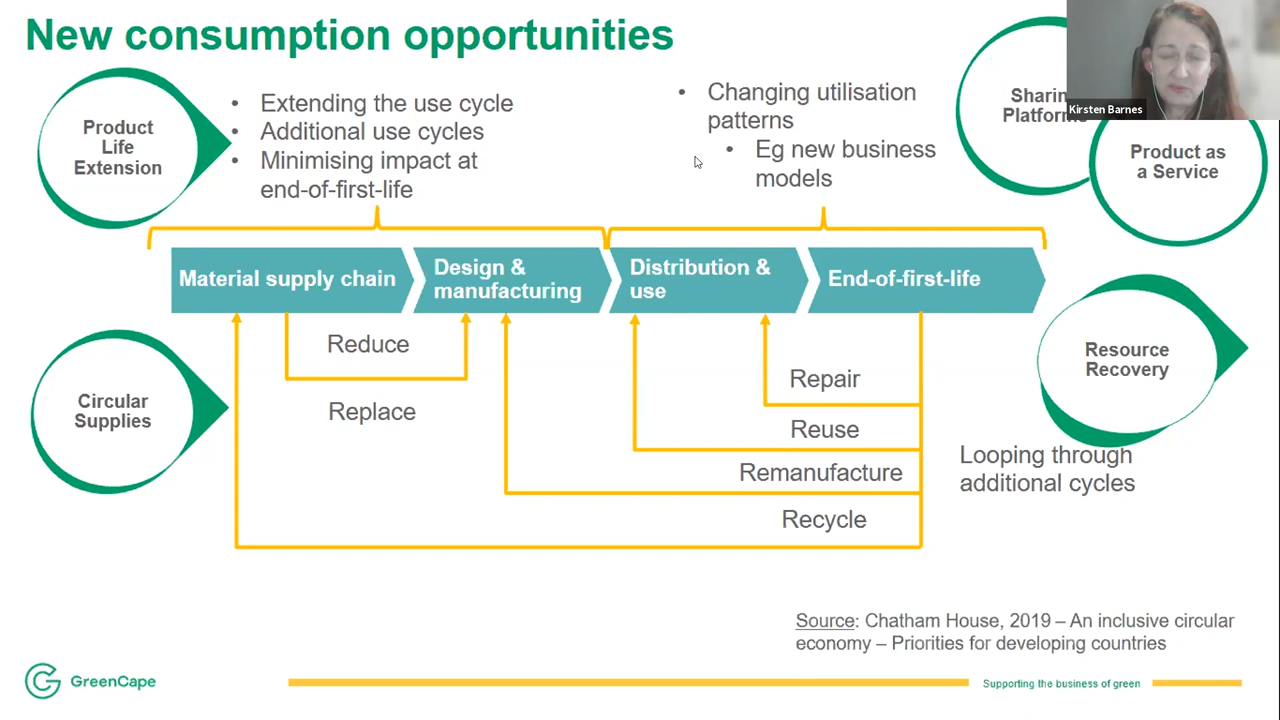 New consumption opportunities
Product
Life
Extension
• Extending the use cycle
• Additional use cycles
• Minimising impact at
end-of-first-life
• Changing utilisation
patterns
• Eg new business
models
Sharin
Platforms
Kirsten Barnes
Product as
a Service
Material supply chain
Design &
manufacturing
Distribution &
use
End-of-first-life
Reduce
Replace
Repair
Reuse
Remanufacture
Recycle
Circular
Supplies
Resource
Recovery
Looping through
additional cycles
Source: Chatham House, 2019 – An inclusive circular
economy – Priorities for developing countries
GreenCape
Supporting the business of green